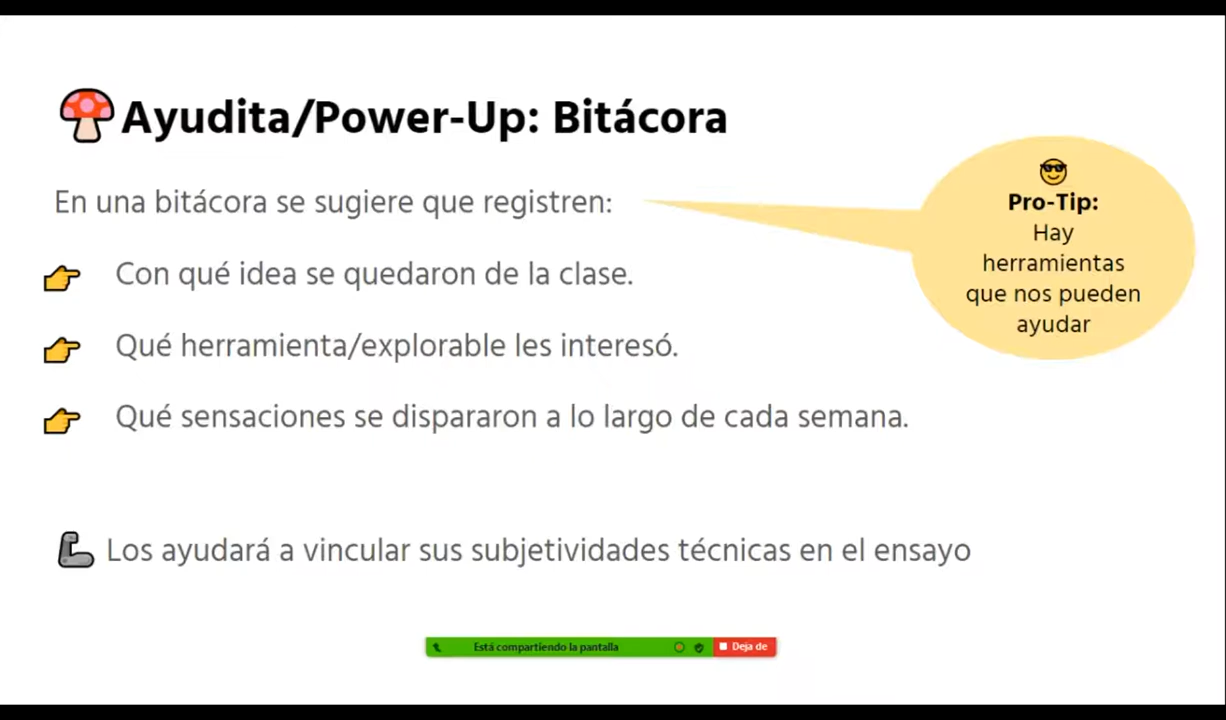 Ayudita/Power-Up: Bitácora
En una bitácora se sugiere que registren:
Con qué idea se quedaron de la clase.
Qué herramienta/explorable les interesó.
Qué sensaciones se dispararon a lo largo de cada semana.
Los ayudará a vincular sus subjetividades técnicas en el ensayo
Pro-Tip:
Hay
herramientas
que nos pueden
ayudar
Está compartiendo la pantalla
Deja de